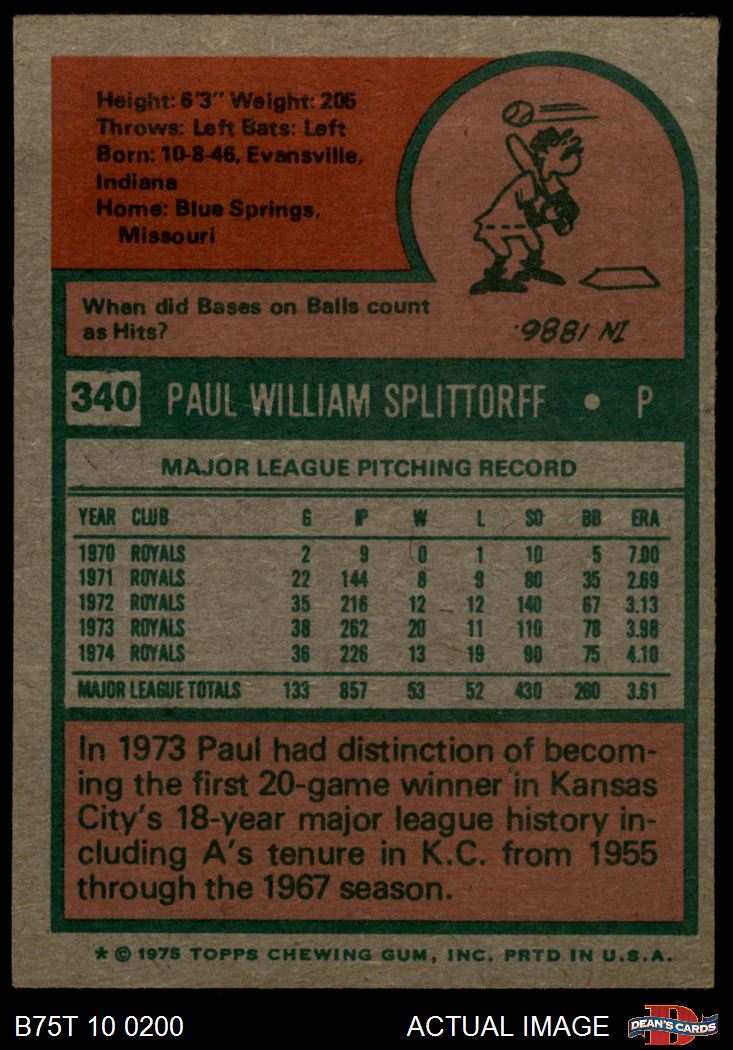 Height: 6'3" Weight: 205
Throws: Left Bats: Left
Born: 10-8-46, Evansville,
Indiana
Home: Blue Springs,
Missouri
When did Bases on Balls count
as Hits?
IN 1886.
340 PAUL WILLIAM SPLITTORFF • P
MAJOR LEAGUE PITCHING RECORD
YEAR CLUB G IP W L SO BB ERA
1970 ROYALS 2 9 0 1 10 5 7.00
1971 ROYALS 22 144 8 9 80 35 2.69
1972 ROYALS 35 216 12 12 140 67 3.13
1973 ROYALS 38 262 20 11 110 78 3.98
1974 ROYALS 36 226 13 19 90 75 4.10
MAJOR LEAGUE TOTALS 133 857 53 52 430 260 3.61
In 1973 Paul had distinction of becom-
ing the first 20-game winner in Kansas
City's 18-year major league history in-
cluding A's tenure in K.C. from 1955
through the 1967 season.
* © 1975 TOPPS CHEWING GUM, INC. PRTD IN U.S.A.
B75T 10 0200 ACTUAL IMAGE DEAN'S CARDS